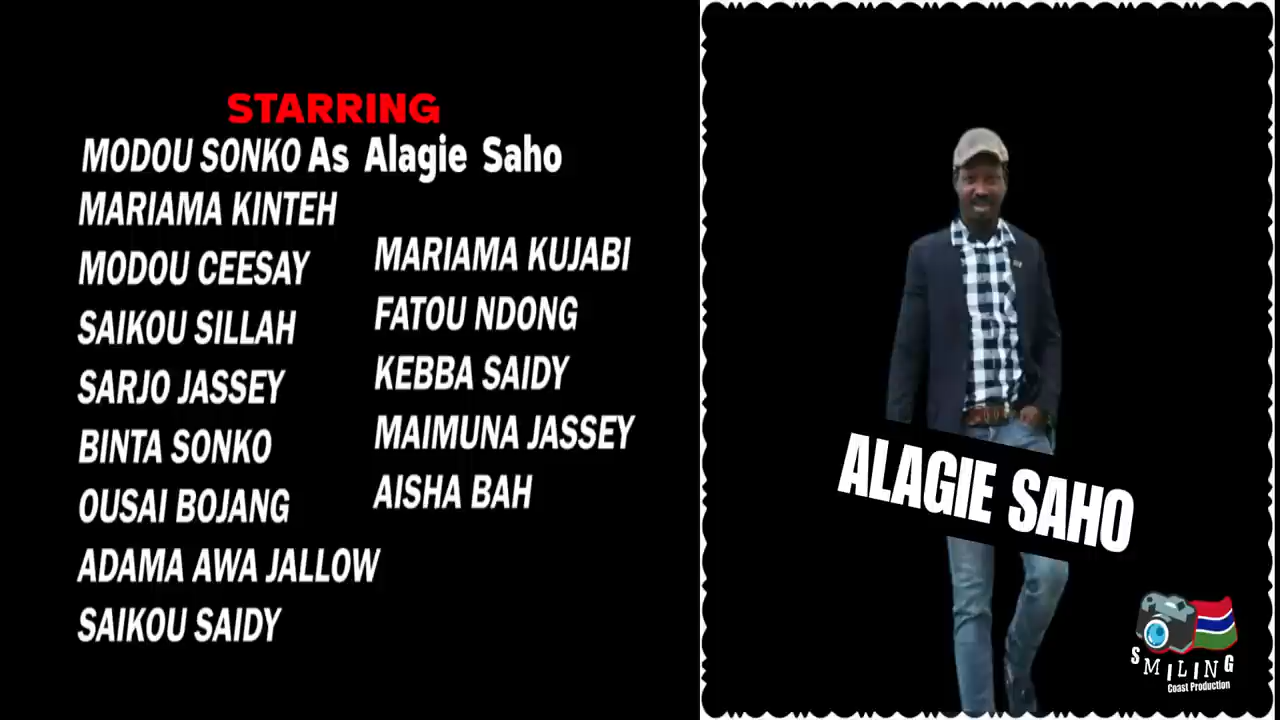 STARRING
MODOU SONKO As Alagie Saho
MARIAMA KINTEH
MODOU CEESAY
SAIKOU SILLAH
SARJO JASSEY
BINTA SONKO
OUSAI BOJANG
ADAMA AWA JALLOW
SAIKOU SAIDY
MARIAMA KUJABI
FATOU NDONG
KEBBA SAIDY
MAIMUNA JASSEY
AISHA BAH
ALAGIE SAHO
SMILING
Coast Production